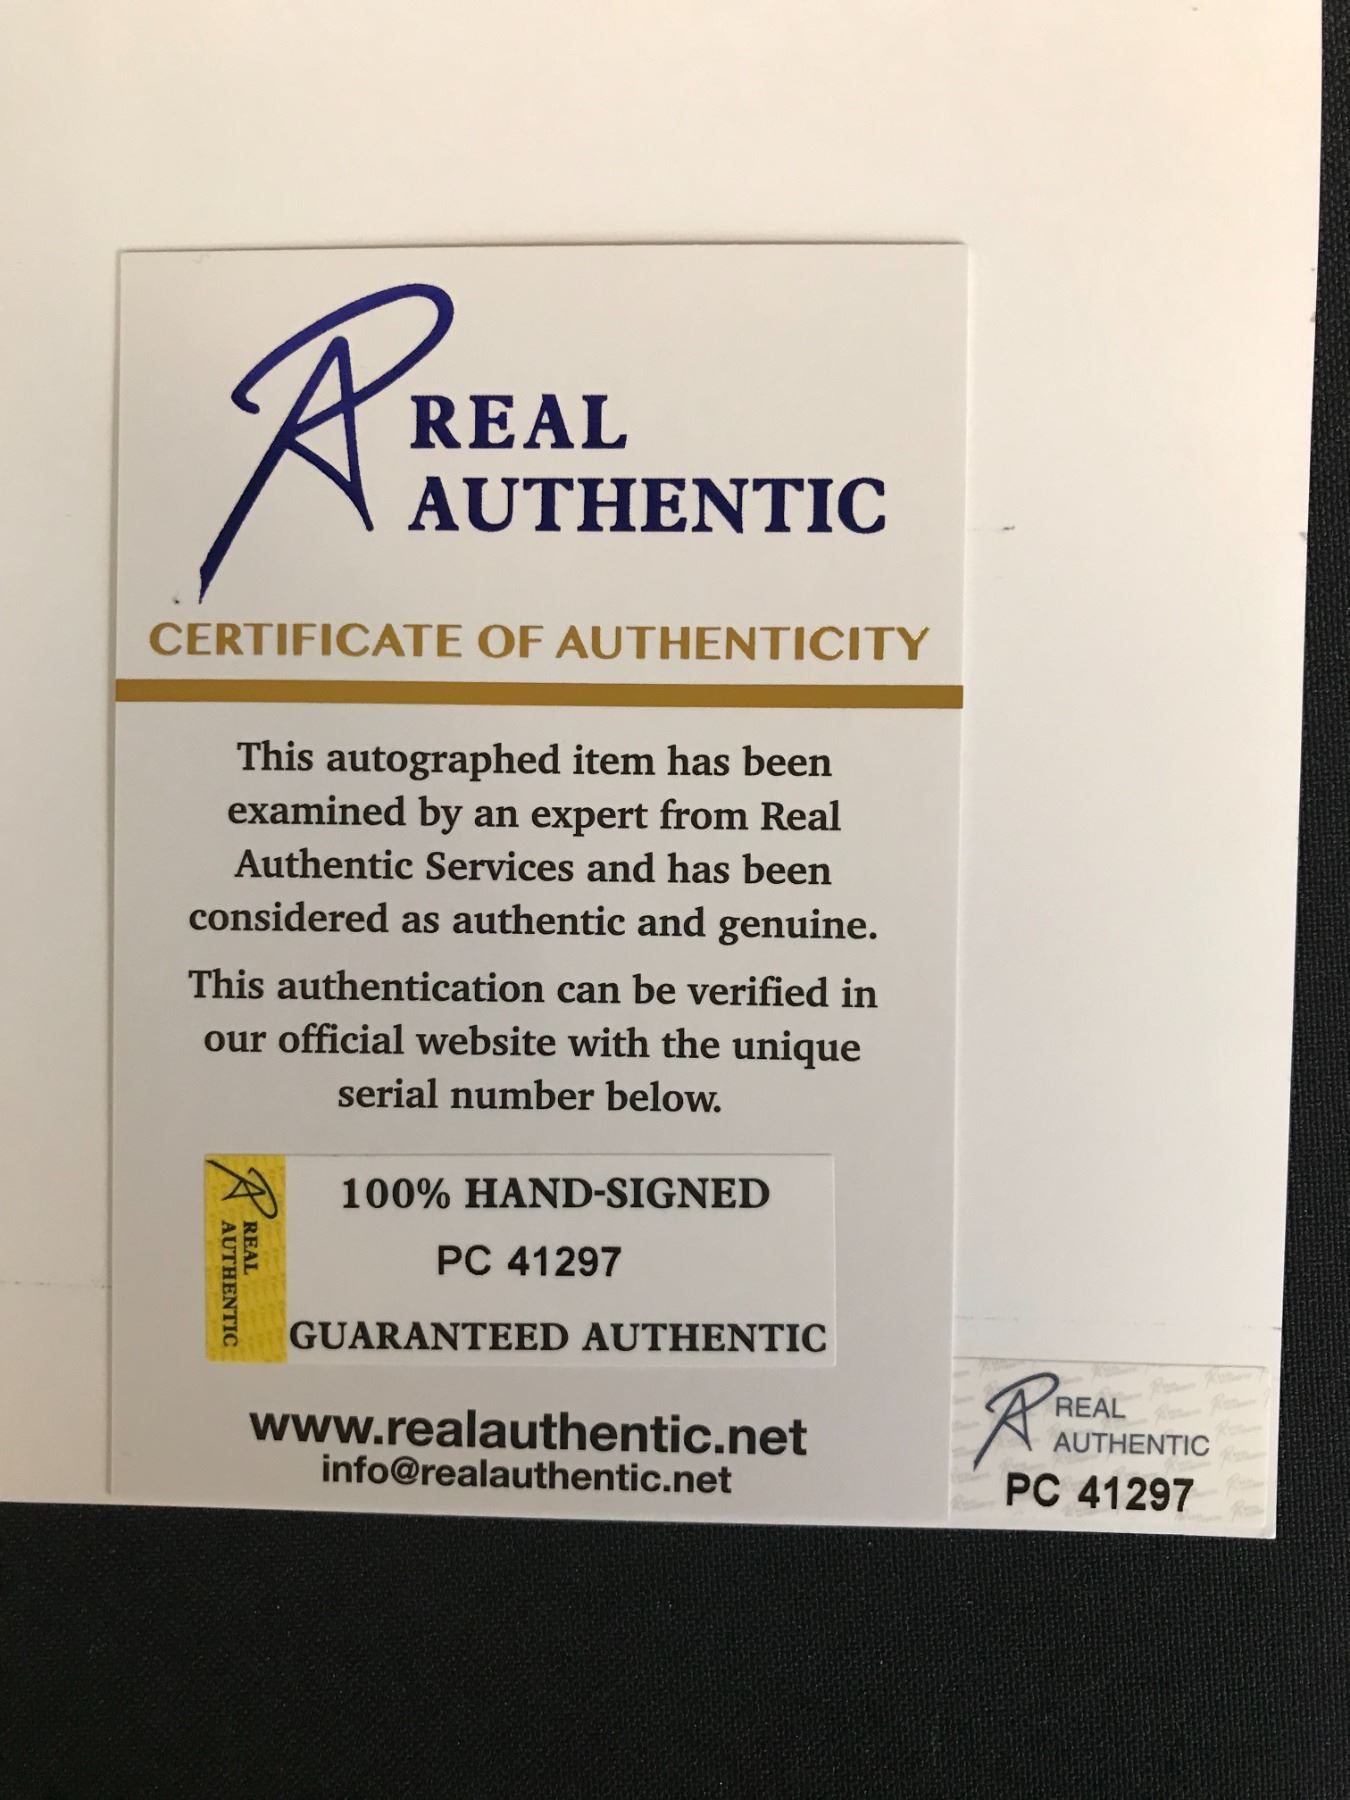 REAL
AUTHENTIC
CERTIFICATE OF AUTHENTICITY
This autographed item has been
examined by an expert from Real
Authentic Services and has been
considered as authentic and genuine.
This authentication can be verified in
our official website with the unique
serial number below.
REAL
AUTHENTIC
100% HAND-SIGNED
PC 41297
GUARANTEED AUTHENTIC
www.realauthentic.net
info@realauthentic.net
REAL
AUTHENTIC
PC 41297